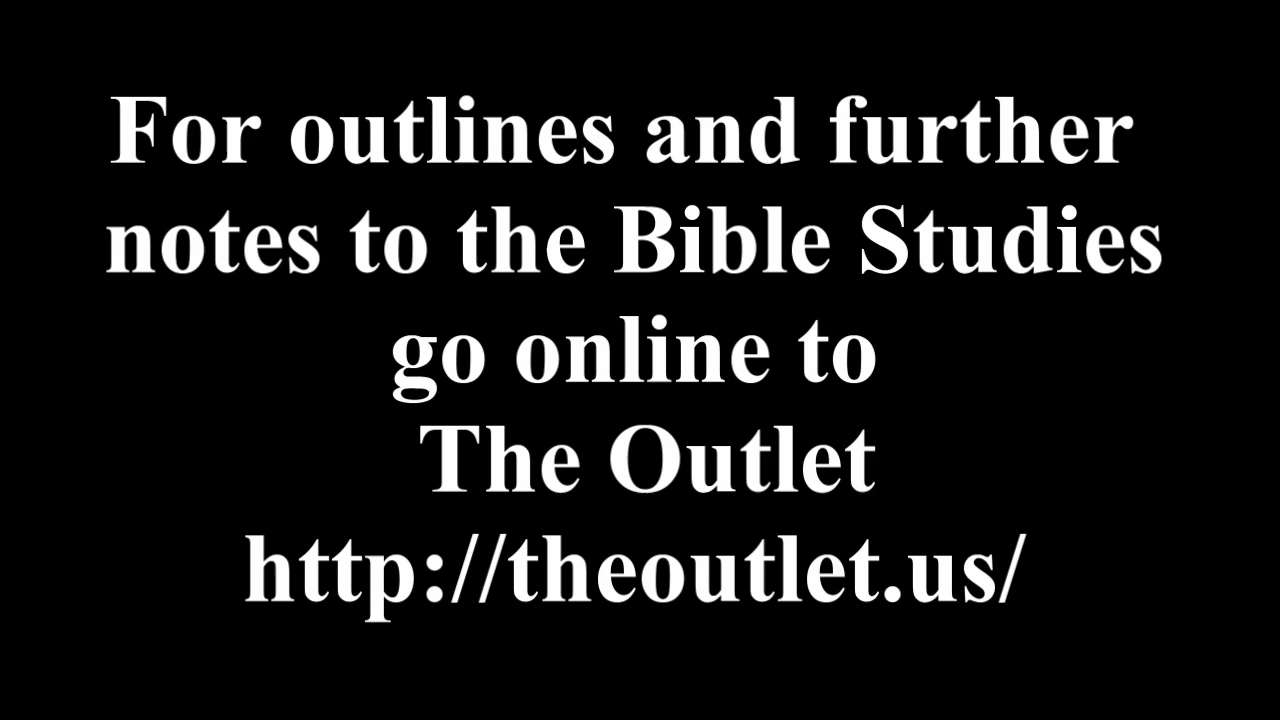 For outlines and further
notes to the Bible Studies
go online to
The Outlet
http://theoutlet.us/